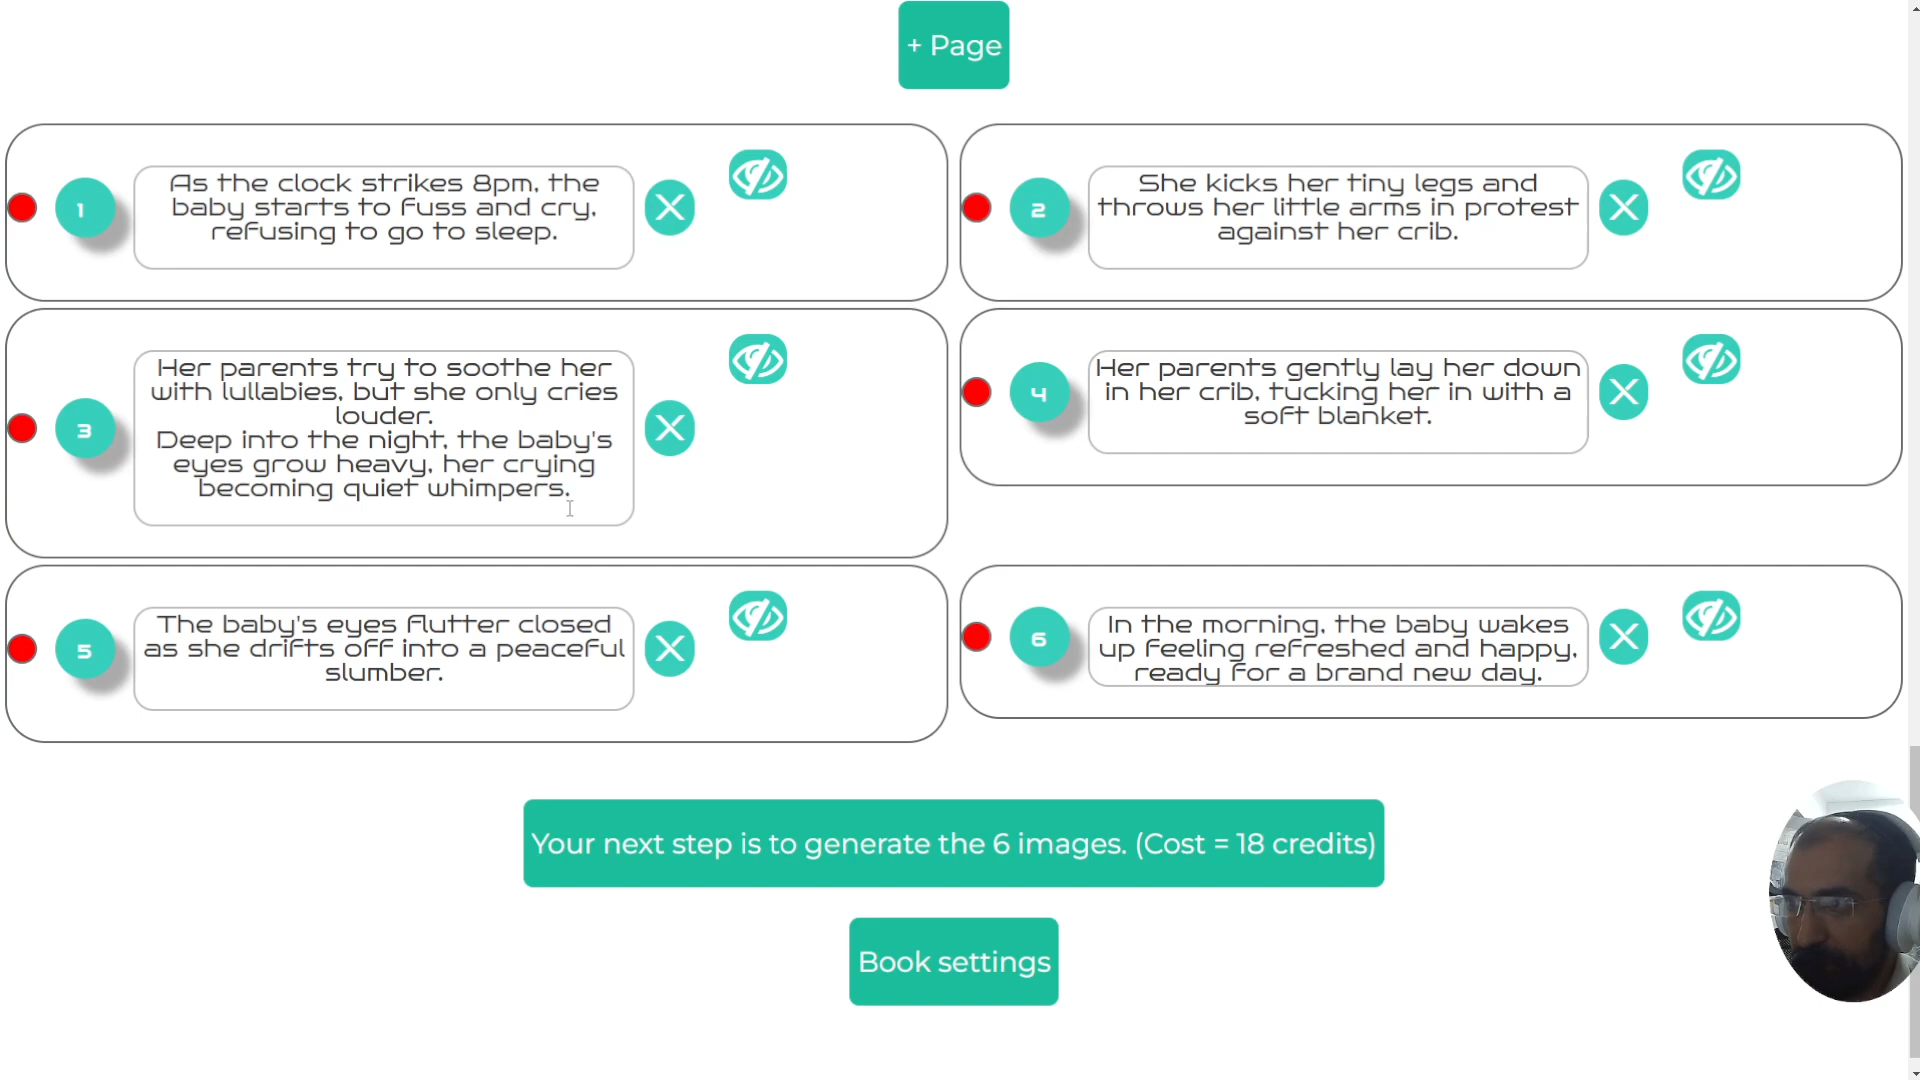 + Page
1
As the clock strikes 8pm, the
baby starts to fuss and cry,
refusing to go to sleep.
X
2
She kicks her tiny legs and
throws her little arms in protest
against her crib.
X
3
Her parents try to soothe her
with lullabies, but she only cries
louder.
Deep into the night, the baby's
eyes grow heavy, her crying
becoming quiet whimpers.
X
4
Her parents gently lay her down
in her crib, tucking her in with a
soft blanket.
X
5
The baby's eyes flutter closed
as she drifts off into a peaceful
slumber.
X
6
In the morning, the baby wakes
up feeling refreshed and happy,
ready for a brand new day.
X
Your next step is to generate the 6 images. (Cost = 18 credits)
Book settings